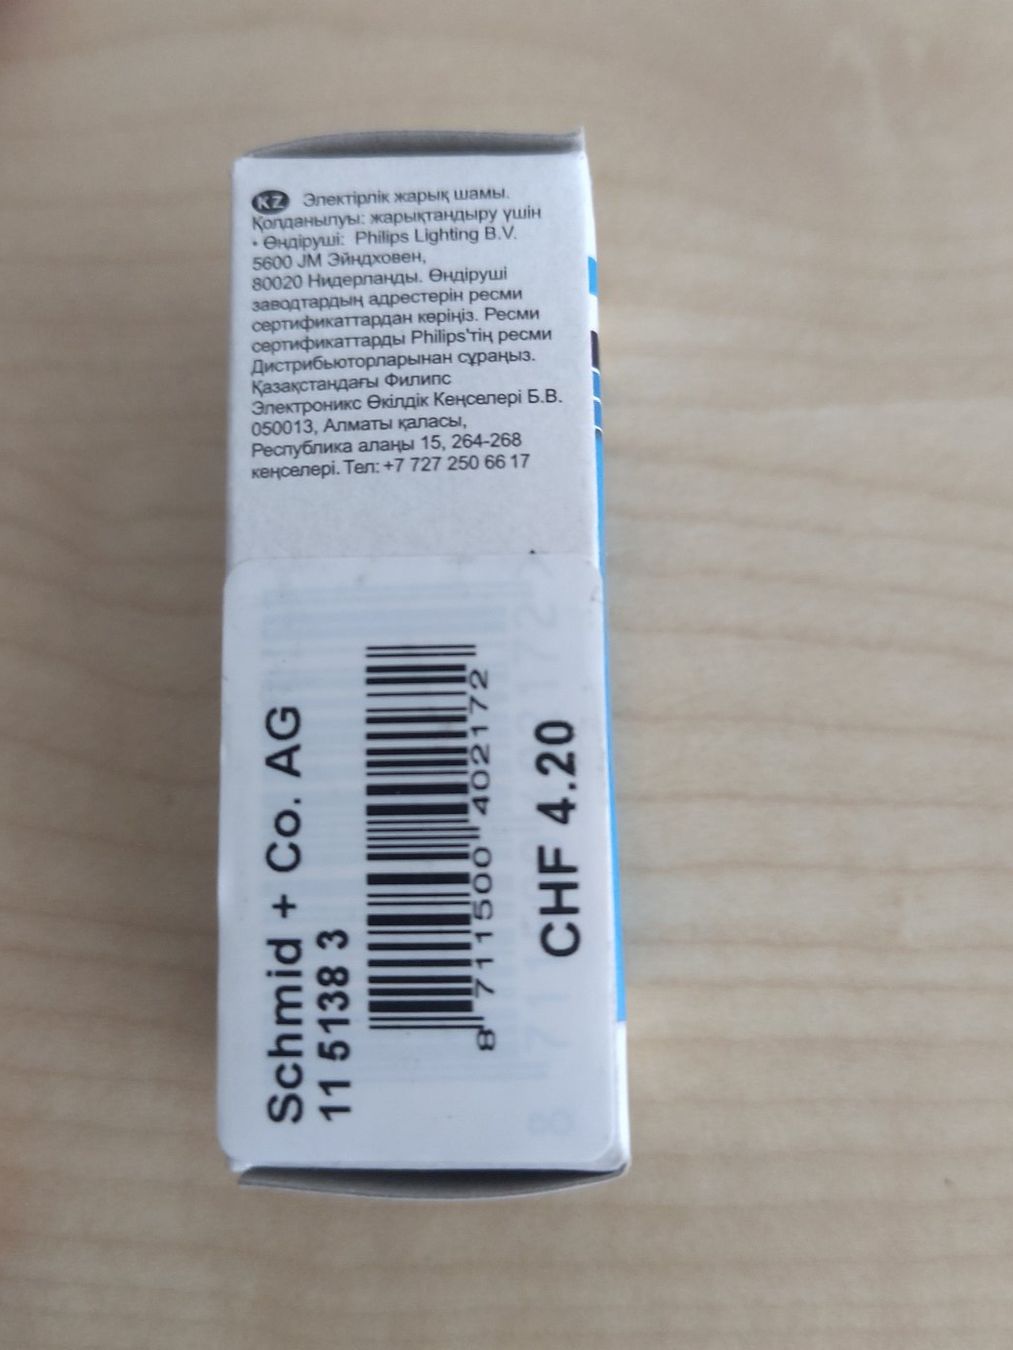 KZ Электірлік жарық шамы.
Қолданылуы: жарықтандыру үшін
• Өндіруші: Philips Lighting B.V.
5600 JM Эйндховен,
80020 Нидерланды. Өндіруші
заводтардың адрестерін ресми
сертификаттардан көріңіз. Ресми
сертификаттарды Philips'тің ресми
Дистрибьюторларынан сұраңыз.
Қазақстандағы Филипс
Электроникс Өкілдік Кеңселері Б.В.
050013, Алматы қаласы,
Республика алаңы 15, 264-268
кеңселері. Тел: +7 727 250 66 17
Schmid + Co. AG
11 5138 3
8 711500 402172
CHF 4.20